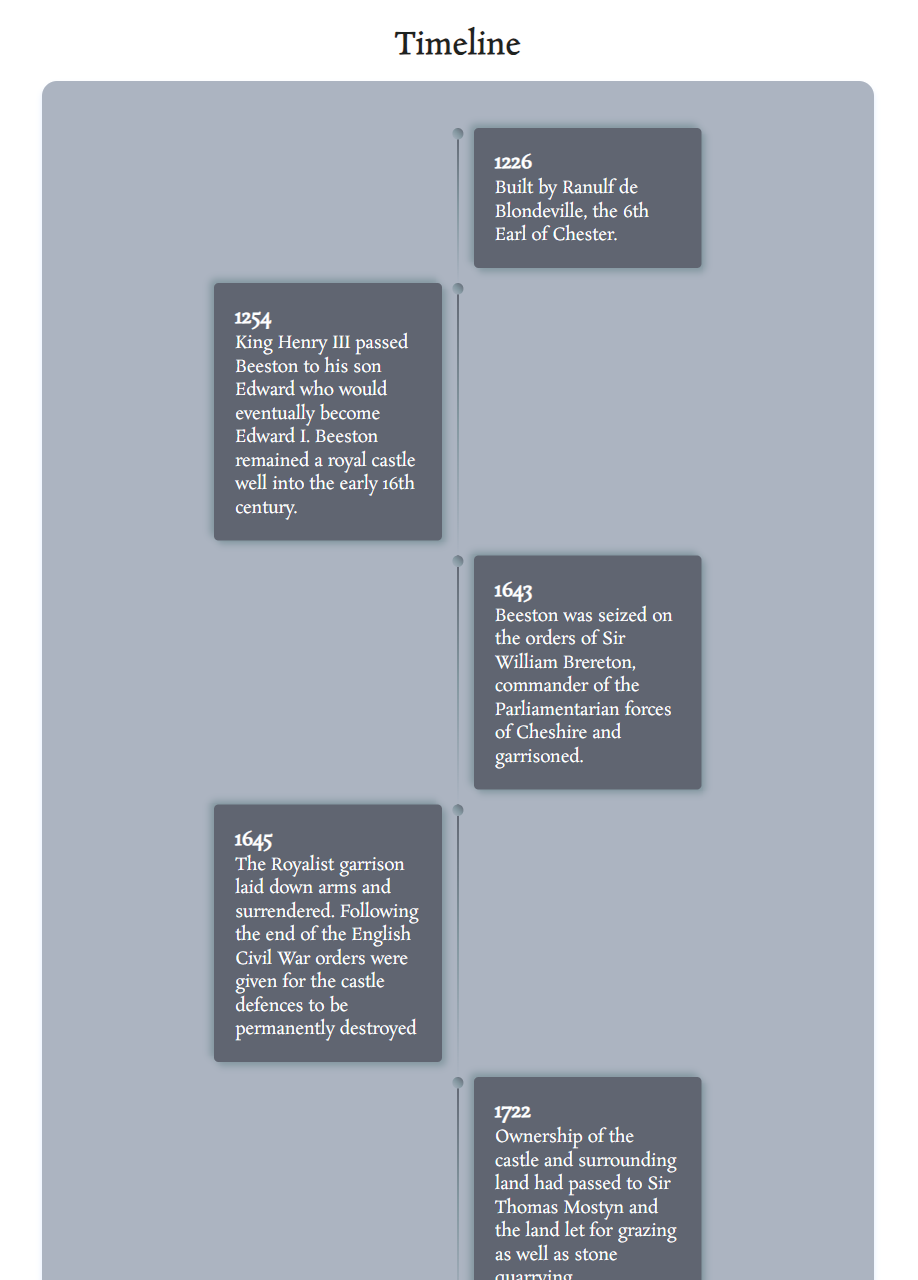 Timeline
1226
Built by Ranulf de
Blondeville, the 6th
Earl of Chester.
1254
King Henry III passed
Beeston to his son
Edward who would
eventually become
Edward I. Beeston
remained a royal castle
well into the early 16th
century.
1643
Beeston was seized on
the orders of Sir
William Brereton,
commander of the
Parliamentarian forces
of Cheshire and
garrisoned.
1645
The Royalist garrison
laid down arms and
surrendered. Following
the end of the English
Civil War orders were
given for the castle
defences to be
permanently destroyed
1722
Ownership of the
castle and surrounding
land had passed to Sir
Thomas Mostyn and
the land let for grazing
as well as stone
quarrying